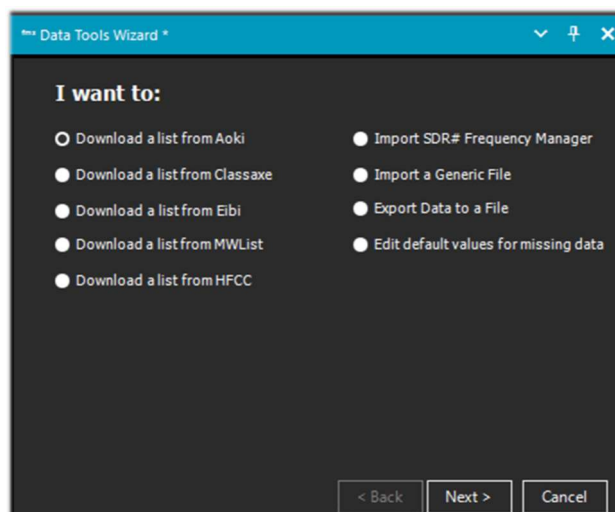 Data Tools Wizard *
I want to:
Download a list from Aoki
Download a list from Classaxe
Download a list from Eibi
Download a list from MWList
Download a list from HFCC
Import SDR# Frequency Manager
Import a Generic File
Export Data to a File
Edit default values for missing data
< Back
Next >
Cancel